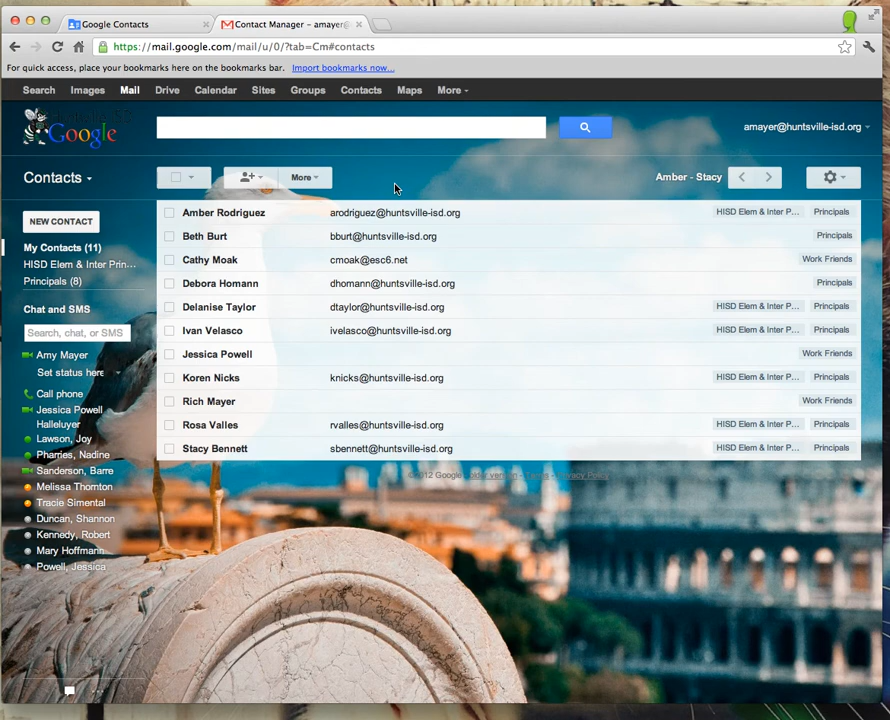 Google Contacts
Contact Manager – amayer@
https://mail.google.com/mail/u/0/?tab=Cm#contacts
For quick access, place your bookmarks here on the bookmarks bar. Import bookmarks now...
Search Images Mail Drive Calendar Sites Groups Contacts Maps More
Google
amayer@huntsville-isd.org
Contacts
More
Amber - Stacy
NEW CONTACT
My Contacts (11)
HISD Elem & Inter Prin...
Principals (8)
Chat and SMS
Search, chat, or SMS
Amy Mayer
Set status here
Call phone
Jessica Powell
Halleluyer
Lawson, Joy
Pharries, Nadine
Sanderson, Barre
Melissa Thornton
Tracie Simental
Duncan, Shannon
Kennedy, Robert
Mary Hoffmann
Powell, Jessica
Amber Rodriguez arodriguez@huntsville-isd.org HISD Elem & Inter P... Principals
Beth Burt bburt@huntsville-isd.org Principals
Cathy Moak cmoak@esc6.net Work Friends
Debora Homann dhomann@huntsville-isd.org Principals
Delanise Taylor dtaylor@huntsville-isd.org HISD Elem & Inter P... Principals
Ivan Velasco ivelasco@huntsville-isd.org HISD Elem & Inter P... Principals
Jessica Powell Work Friends
Koren Nicks knicks@huntsville-isd.org HISD Elem & Inter P... Principals
Rich Mayer Work Friends
Rosa Valles rvalles@huntsville-isd.org HISD Elem & Inter P... Principals
Stacy Bennett sbennett@huntsville-isd.org HISD Elem & Inter P... Principals
©2012 Google - older version - Terms - Privacy Policy